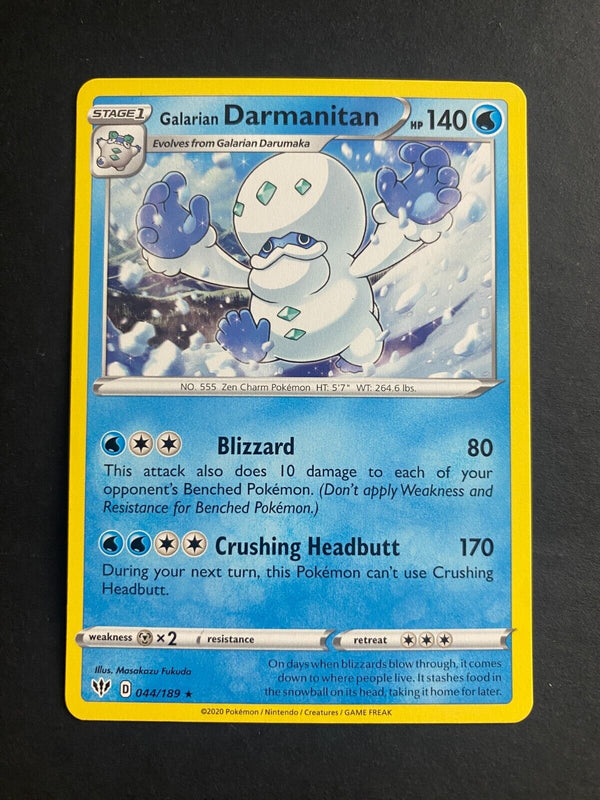 STAGE 1
Galarian Darmanitan HP 140
Evolves from Galarian Darumaka
NO. 555 Zen Charm Pokémon HT: 5'7" WT: 264.6 lbs.
Blizzard 80
This attack also does 10 damage to each of your
opponent's Benched Pokémon. (Don't apply Weakness and
Resistance for Benched Pokémon.)
Crushing Headbutt 170
During your next turn, this Pokémon can't use Crushing
Headbutt.
weakness ×2 resistance retreat
Illus. Masakazu Fukuda
On days when blizzards blow through, it comes
down to where people live. It stashes food in
the snowball on its head, taking it home for later.
D 044/189 ★
©2020 Pokémon / Nintendo / Creatures / GAME FREAK